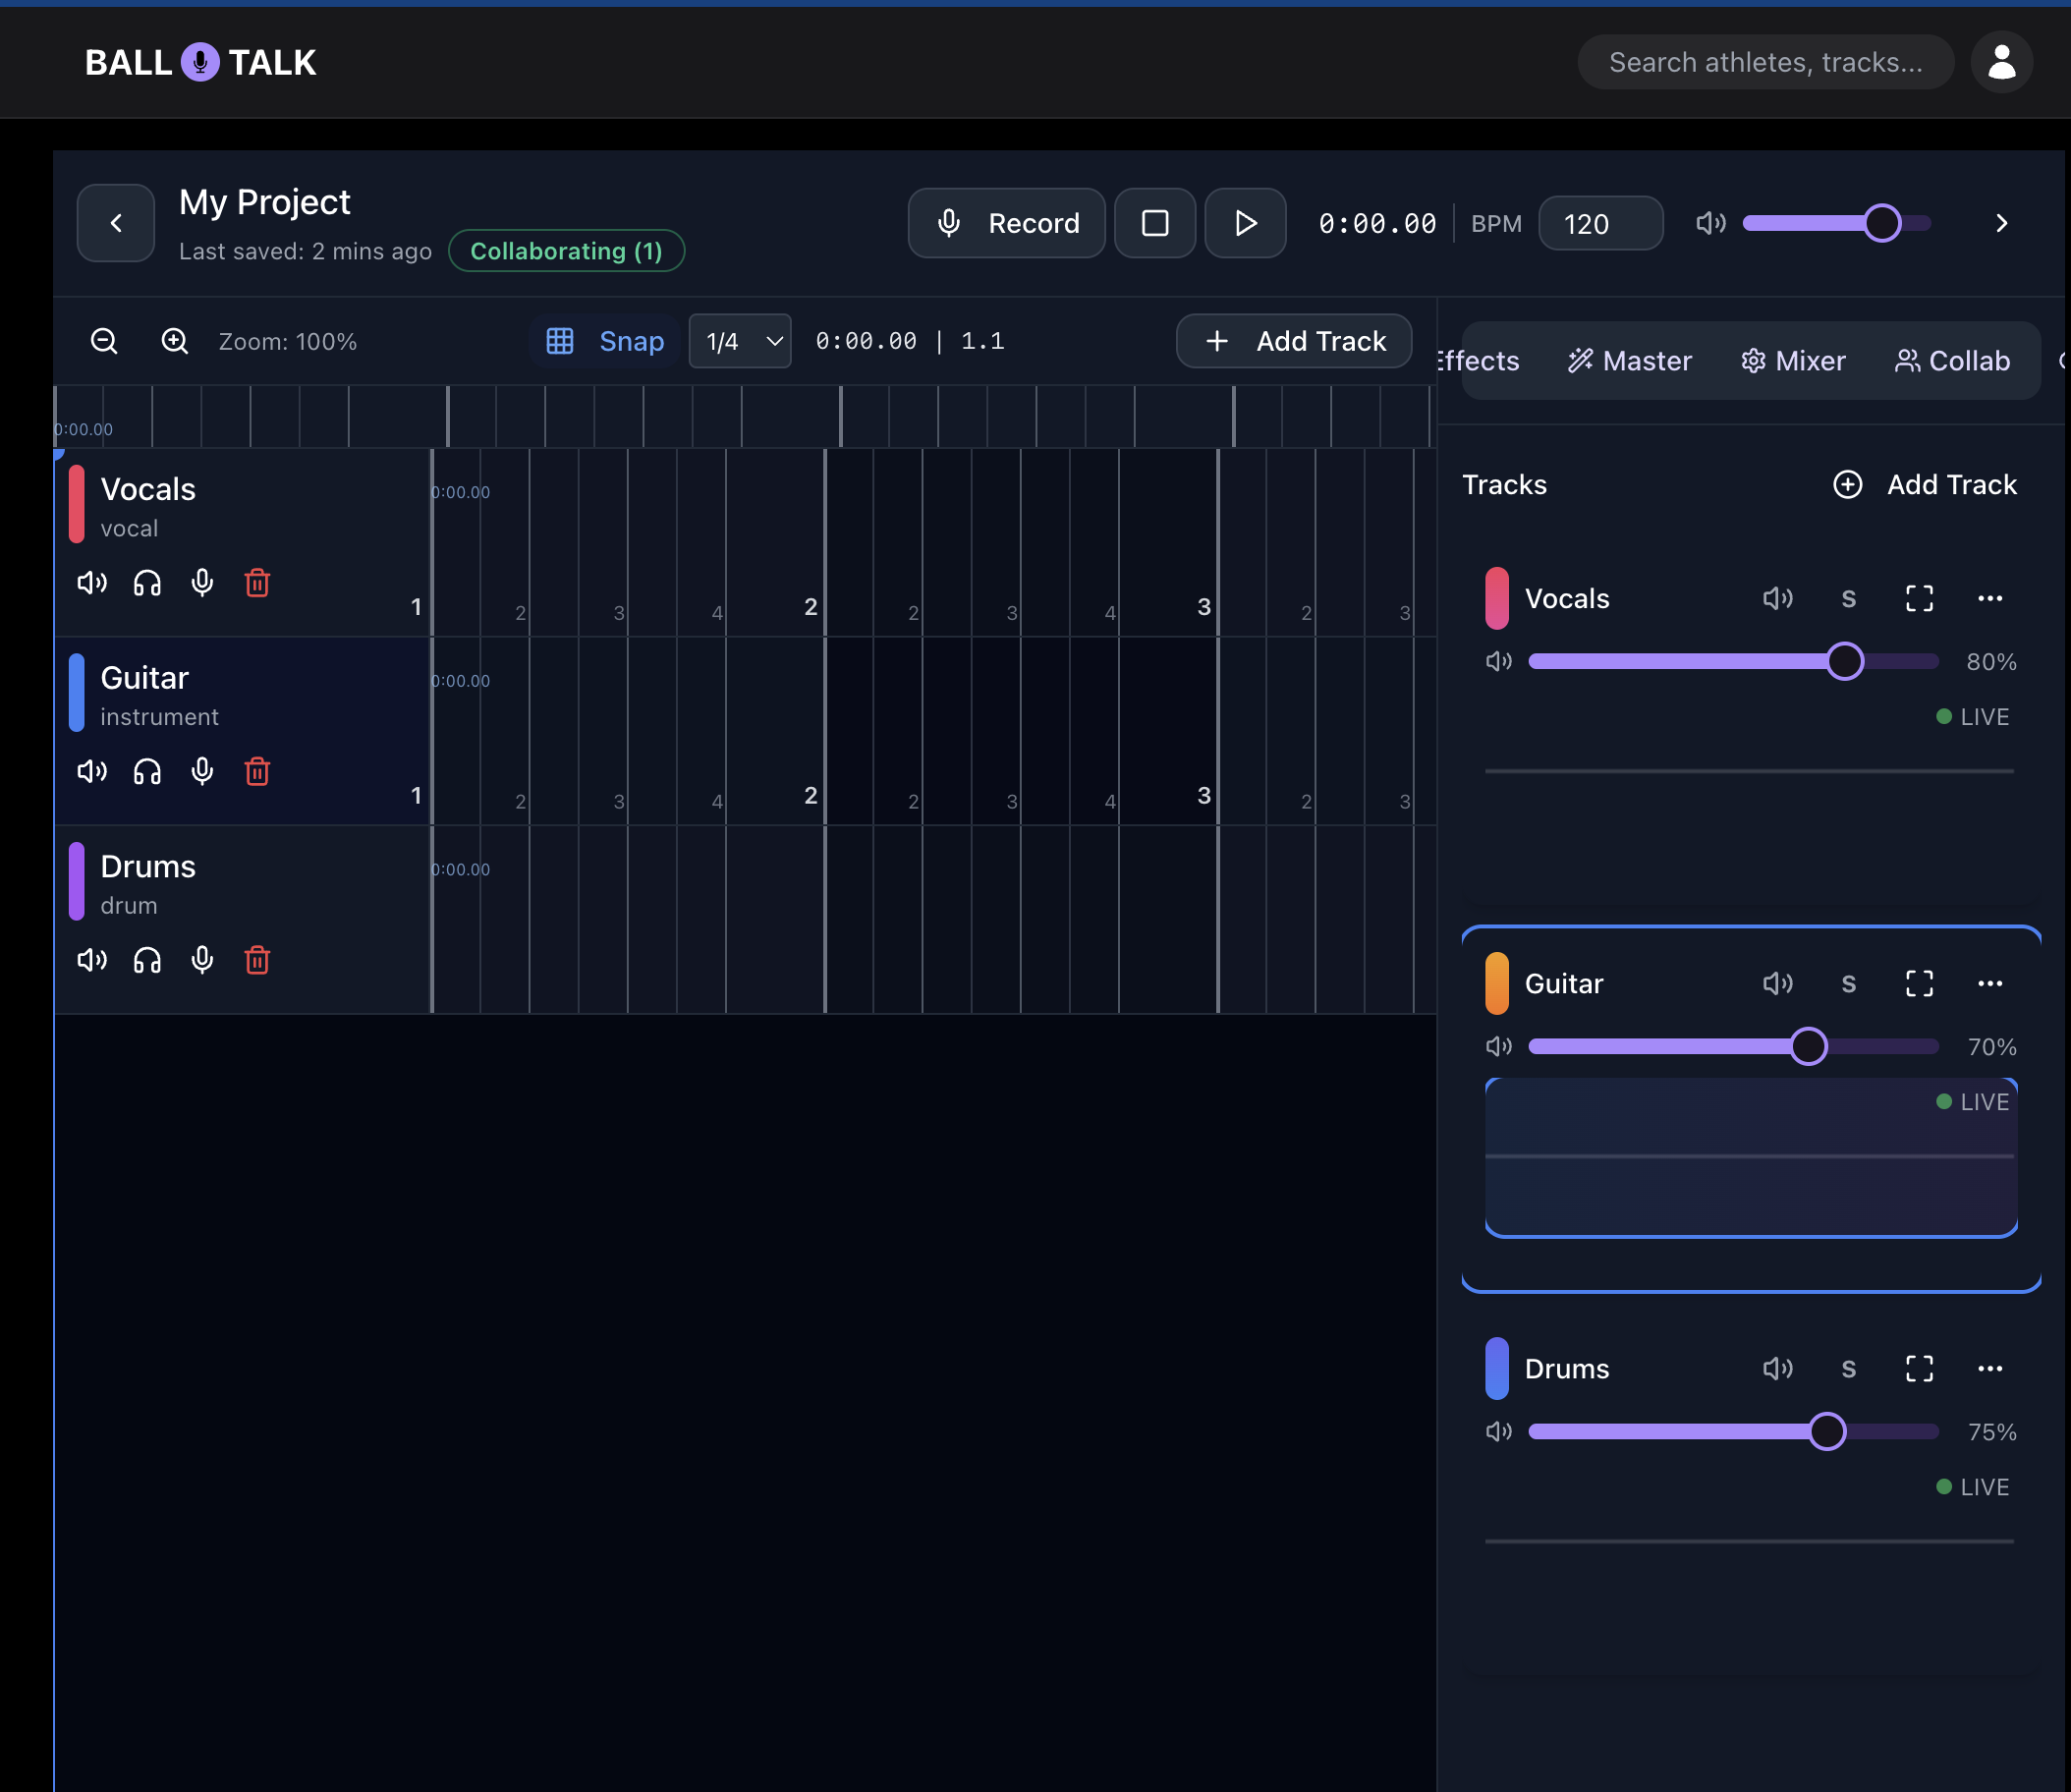 BALL TALK
Search athletes, tracks...
My Project
Last saved: 2 mins ago
Collaborating (1)
Record
0:00.00
BPM
120
Zoom: 100%
Snap
1/4
0:00.00 | 1.1
Add Track
Effects
Master
Mixer
Collab
0:00.00
Vocals
vocal
0:00.00
1 2 3 4 2 2 3 4 3 2 3
Guitar
instrument
0:00.00
1 2 3 4 2 2 3 4 3 2 3
Drums
drum
0:00.00
Tracks
Add Track
Vocals
S
80%
LIVE
Guitar
S
70%
LIVE
Drums
S
75%
LIVE